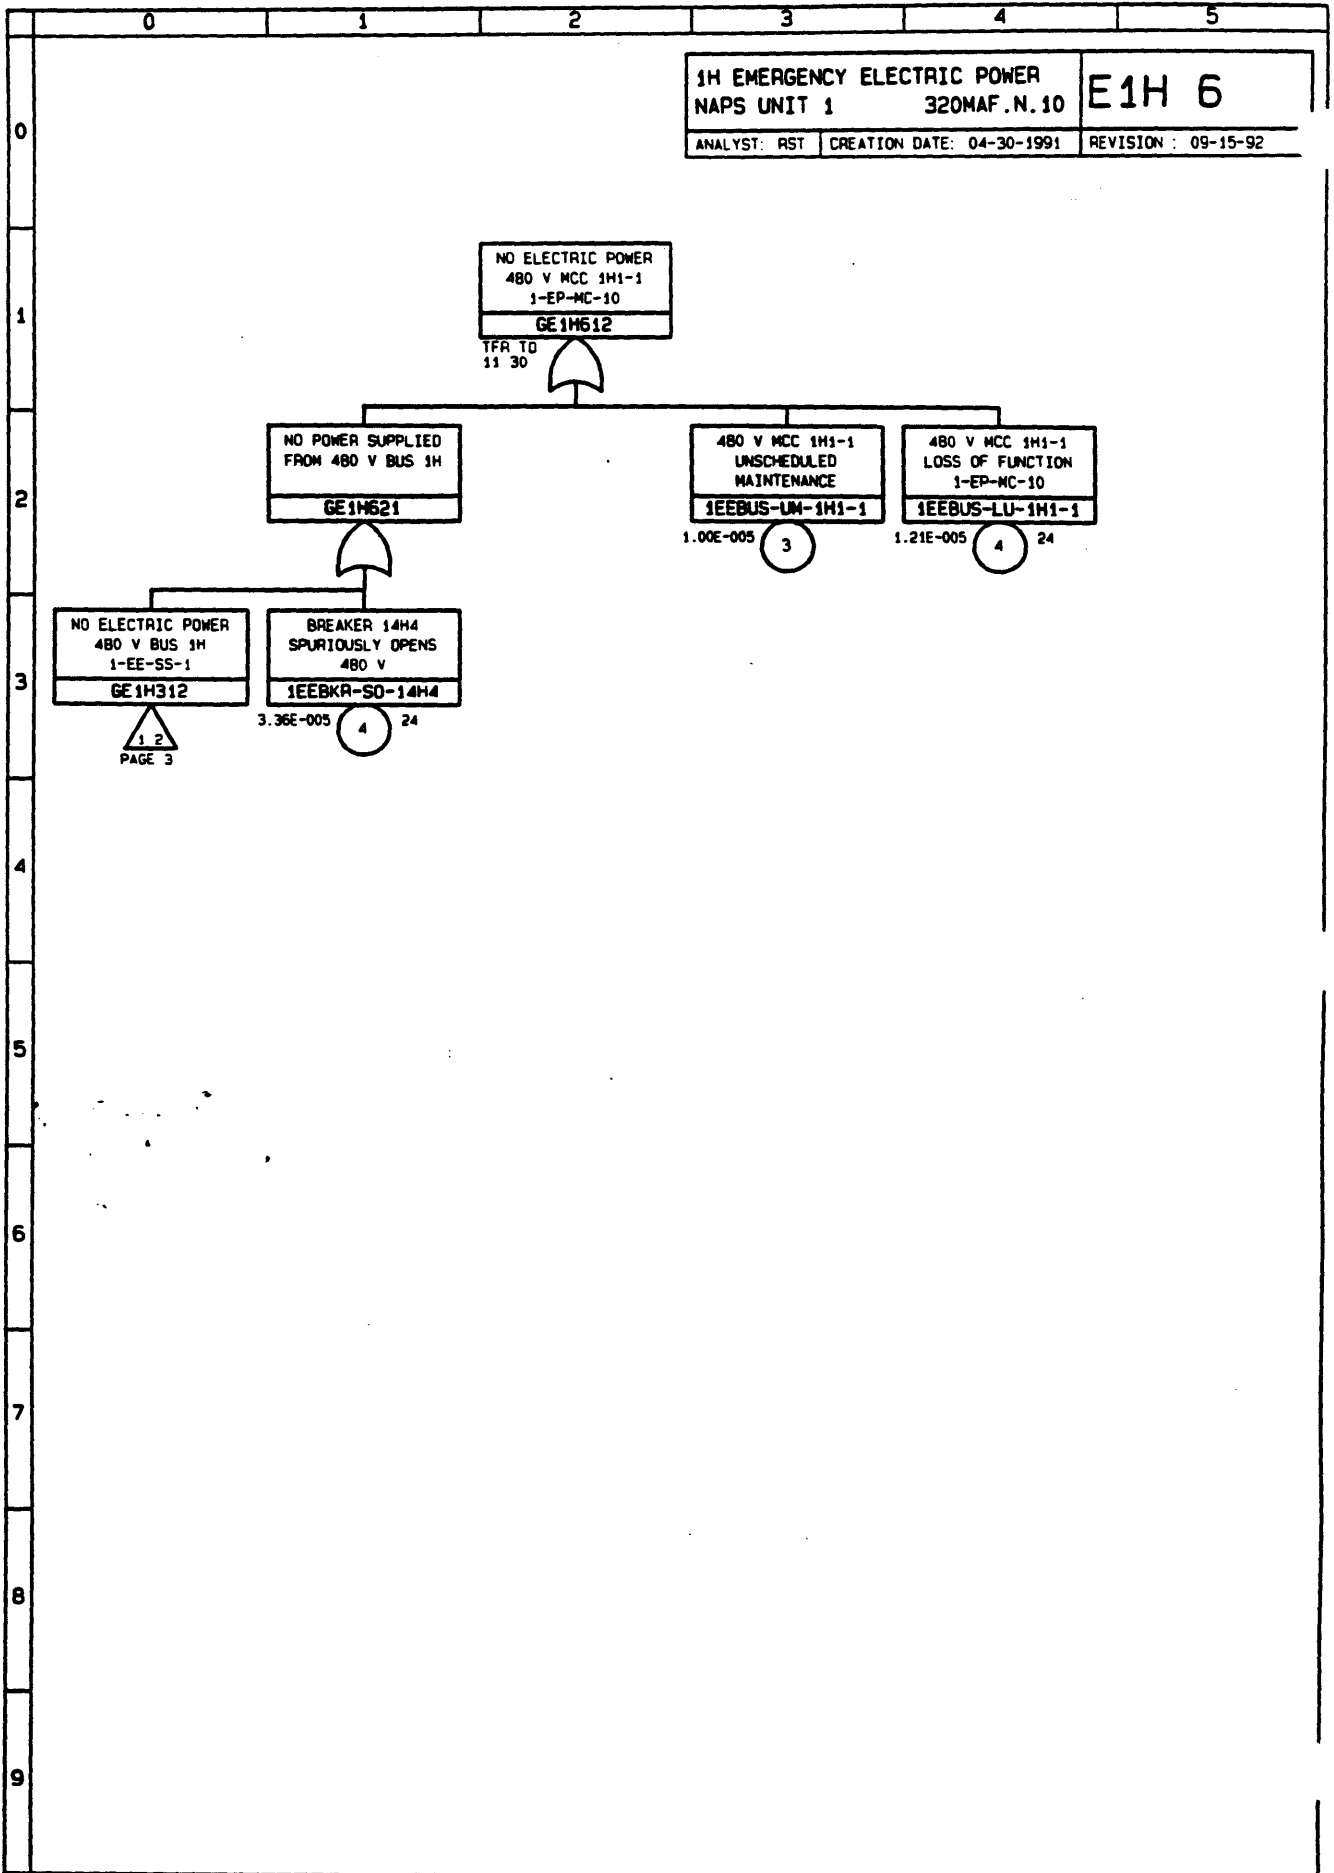 0 1 2 3 4 5
1H EMERGENCY ELECTRIC POWER
NAPS UNIT 1 320MAF.N.10
E1H 6
ANALYST: RST CREATION DATE: 04-30-1991 REVISION : 09-15-92
0
NO ELECTRIC POWER
480 V MCC 1H1-1
1-EP-MC-10
GE1H612
TFR TO
11 30
1
NO POWER SUPPLIED
FROM 480 V BUS 1H
GE1H621
480 V MCC 1H1-1
UNSCHEDULED
MAINTENANCE
1EEBUS-UM-1H1-1
1.00E-005 3
480 V MCC 1H1-1
LOSS OF FUNCTION
1-EP-MC-10
1EEBUS-LU-1H1-1
1.21E-005 4 24
2
NO ELECTRIC POWER
480 V BUS 1H
1-EE-SS-1
GE1H312
1 2
PAGE 3
BREAKER 14H4
SPURIOUSLY OPENS
480 V
1EEBKR-SO-14H4
3.36E-005 4 24
3
4
5
6
7
8
9